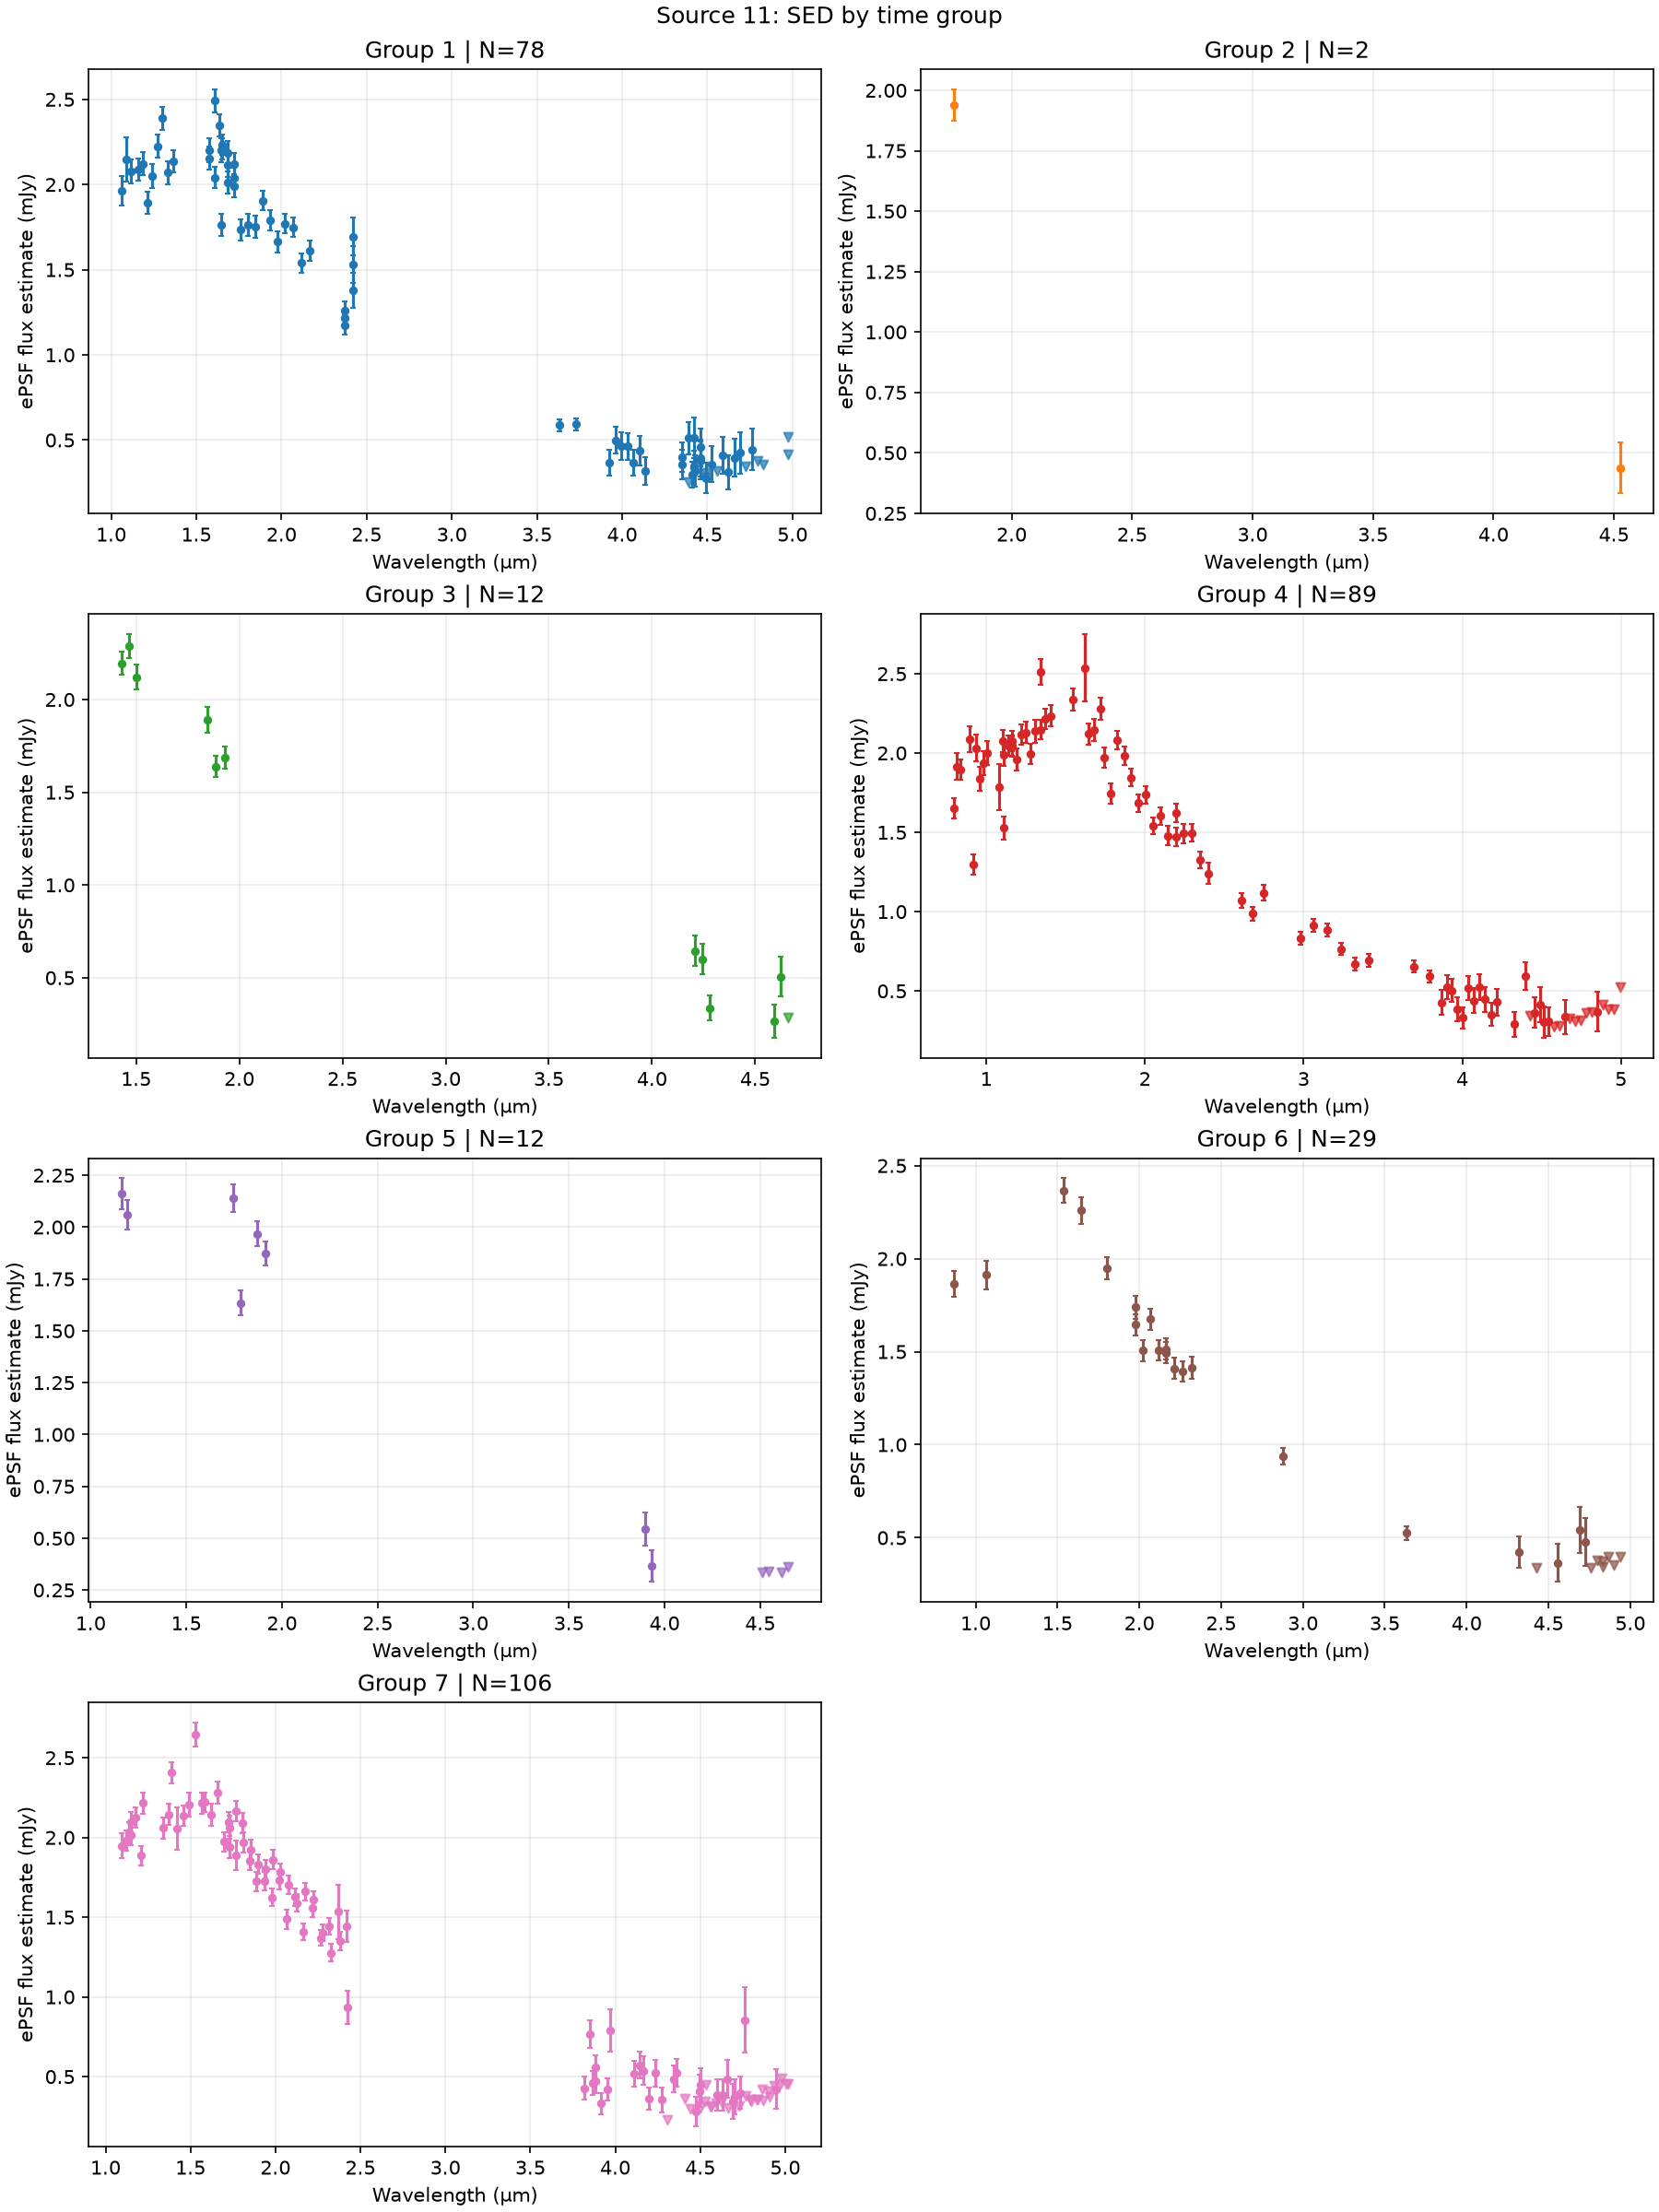 Source 11: SED by time group
Group 1 | N=78
ePSF flux estimate (mJy)
2.5
2.0
1.5
1.0
0.5
1.0 1.5 2.0 2.5 3.0 3.5 4.0 4.5 5.0
Wavelength (μm)
Group 2 | N=2
ePSF flux estimate (mJy)
2.00
1.75
1.50
1.25
1.00
0.75
0.50
0.25
2.0 2.5 3.0 3.5 4.0 4.5
Wavelength (μm)
Group 3 | N=12
ePSF flux estimate (mJy)
2.0
1.5
1.0
0.5
1.5 2.0 2.5 3.0 3.5 4.0 4.5
Wavelength (μm)
Group 4 | N=89
ePSF flux estimate (mJy)
2.5
2.0
1.5
1.0
0.5
1 2 3 4 5
Wavelength (μm)
Group 5 | N=12
ePSF flux estimate (mJy)
2.25
2.00
1.75
1.50
1.25
1.00
0.75
0.50
0.25
1.0 1.5 2.0 2.5 3.0 3.5 4.0 4.5
Wavelength (μm)
Group 6 | N=29
ePSF flux estimate (mJy)
2.5
2.0
1.5
1.0
0.5
1.0 1.5 2.0 2.5 3.0 3.5 4.0 4.5 5.0
Wavelength (μm)
Group 7 | N=106
ePSF flux estimate (mJy)
2.5
2.0
1.5
1.0
0.5
1.0 1.5 2.0 2.5 3.0 3.5 4.0 4.5 5.0
Wavelength (μm)